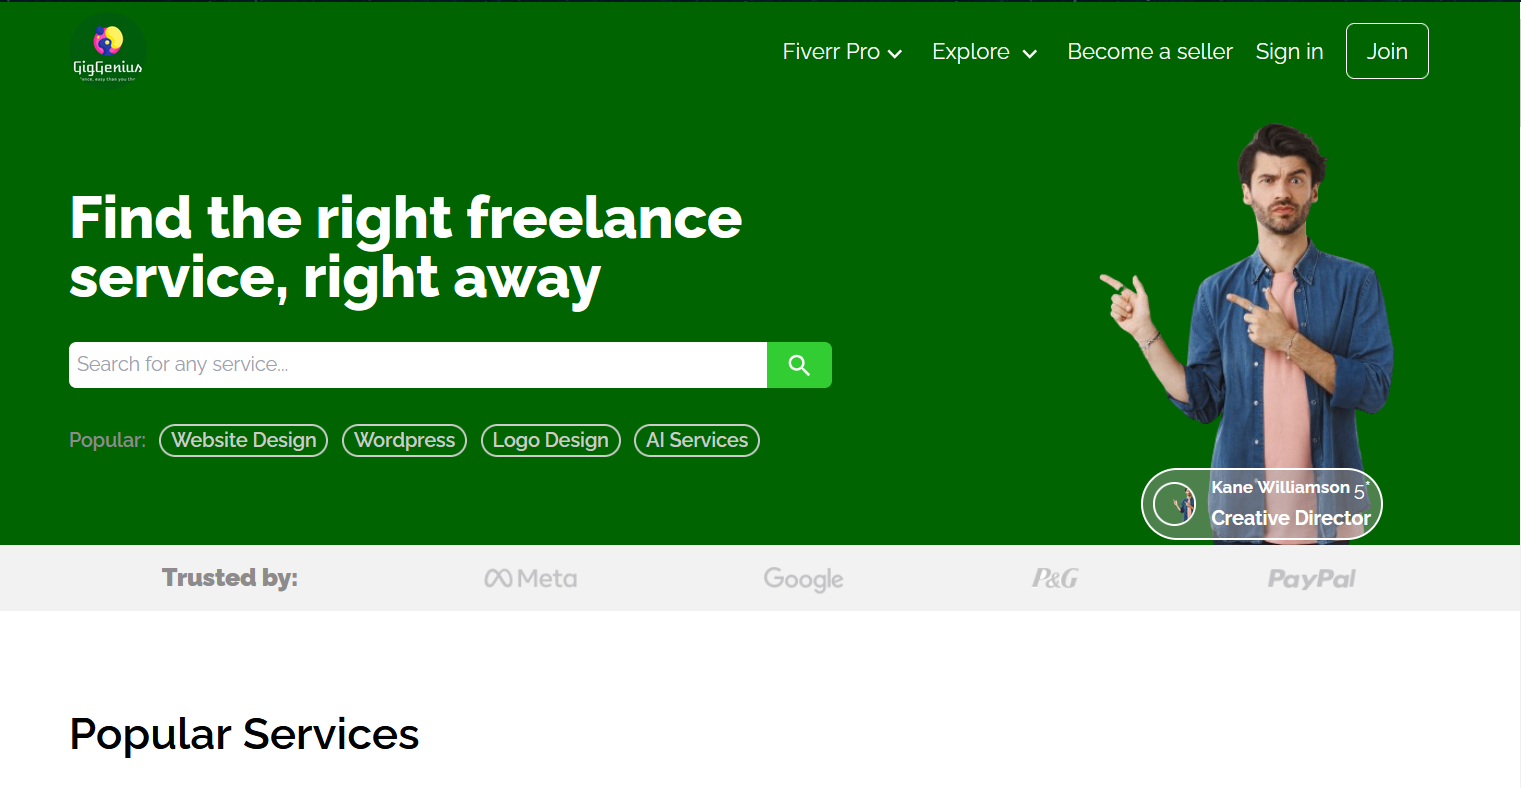 GigGenius
Fiverr Pro
Explore
Become a seller
Sign in
Join
Find the right freelance
service, right away
Search for any service...
Popular:
Website Design
Wordpress
Logo Design
AI Services
Kane Williamson 5*
Creative Director
Trusted by:
Meta
Google
P&G
PayPal
Popular Services